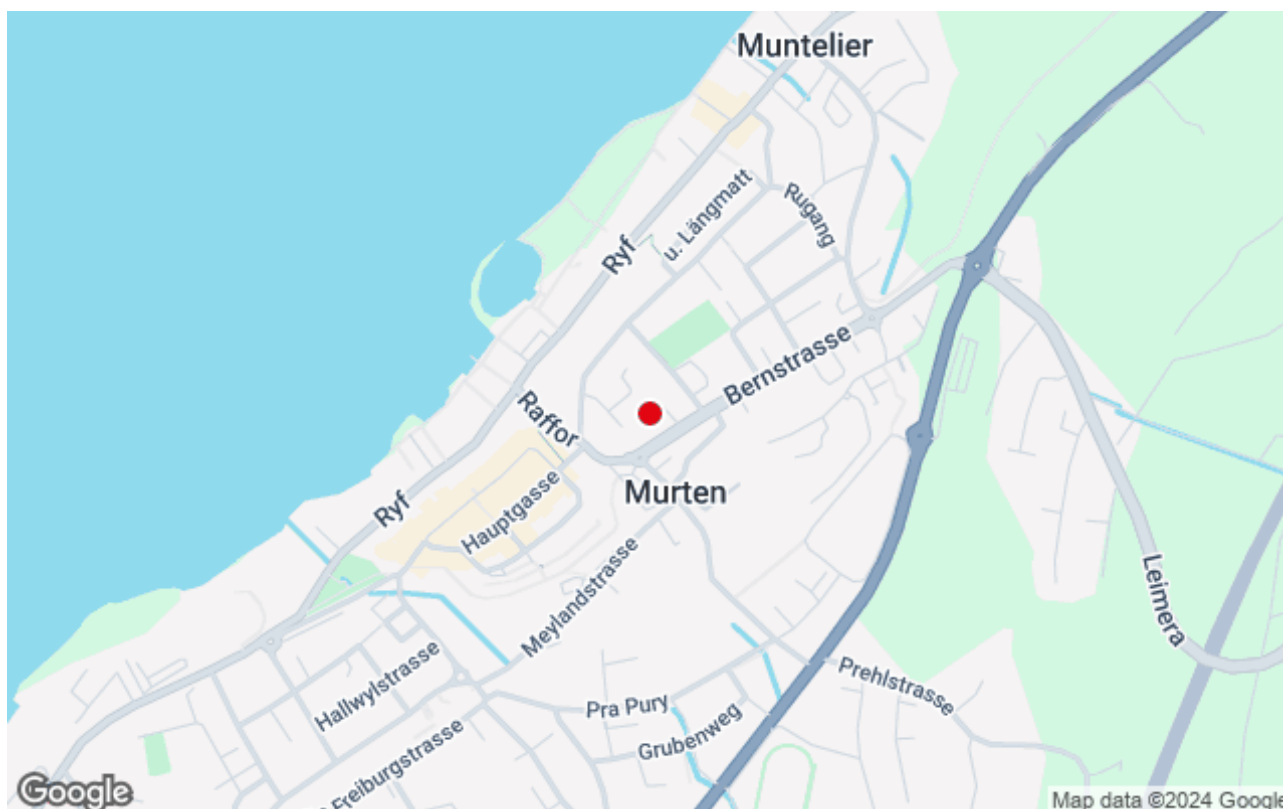 Muntelier
u. Längmatt
Rugang
Ryf
Bernstrasse
Raffor
Murten
Hauptgasse
Ryf
Meylandstrasse
Leimera
Hallwylstrasse
Prehlstrasse
Pra Pury
Grubenweg
Freiburgstrasse
Google
Map data ©2024 Google